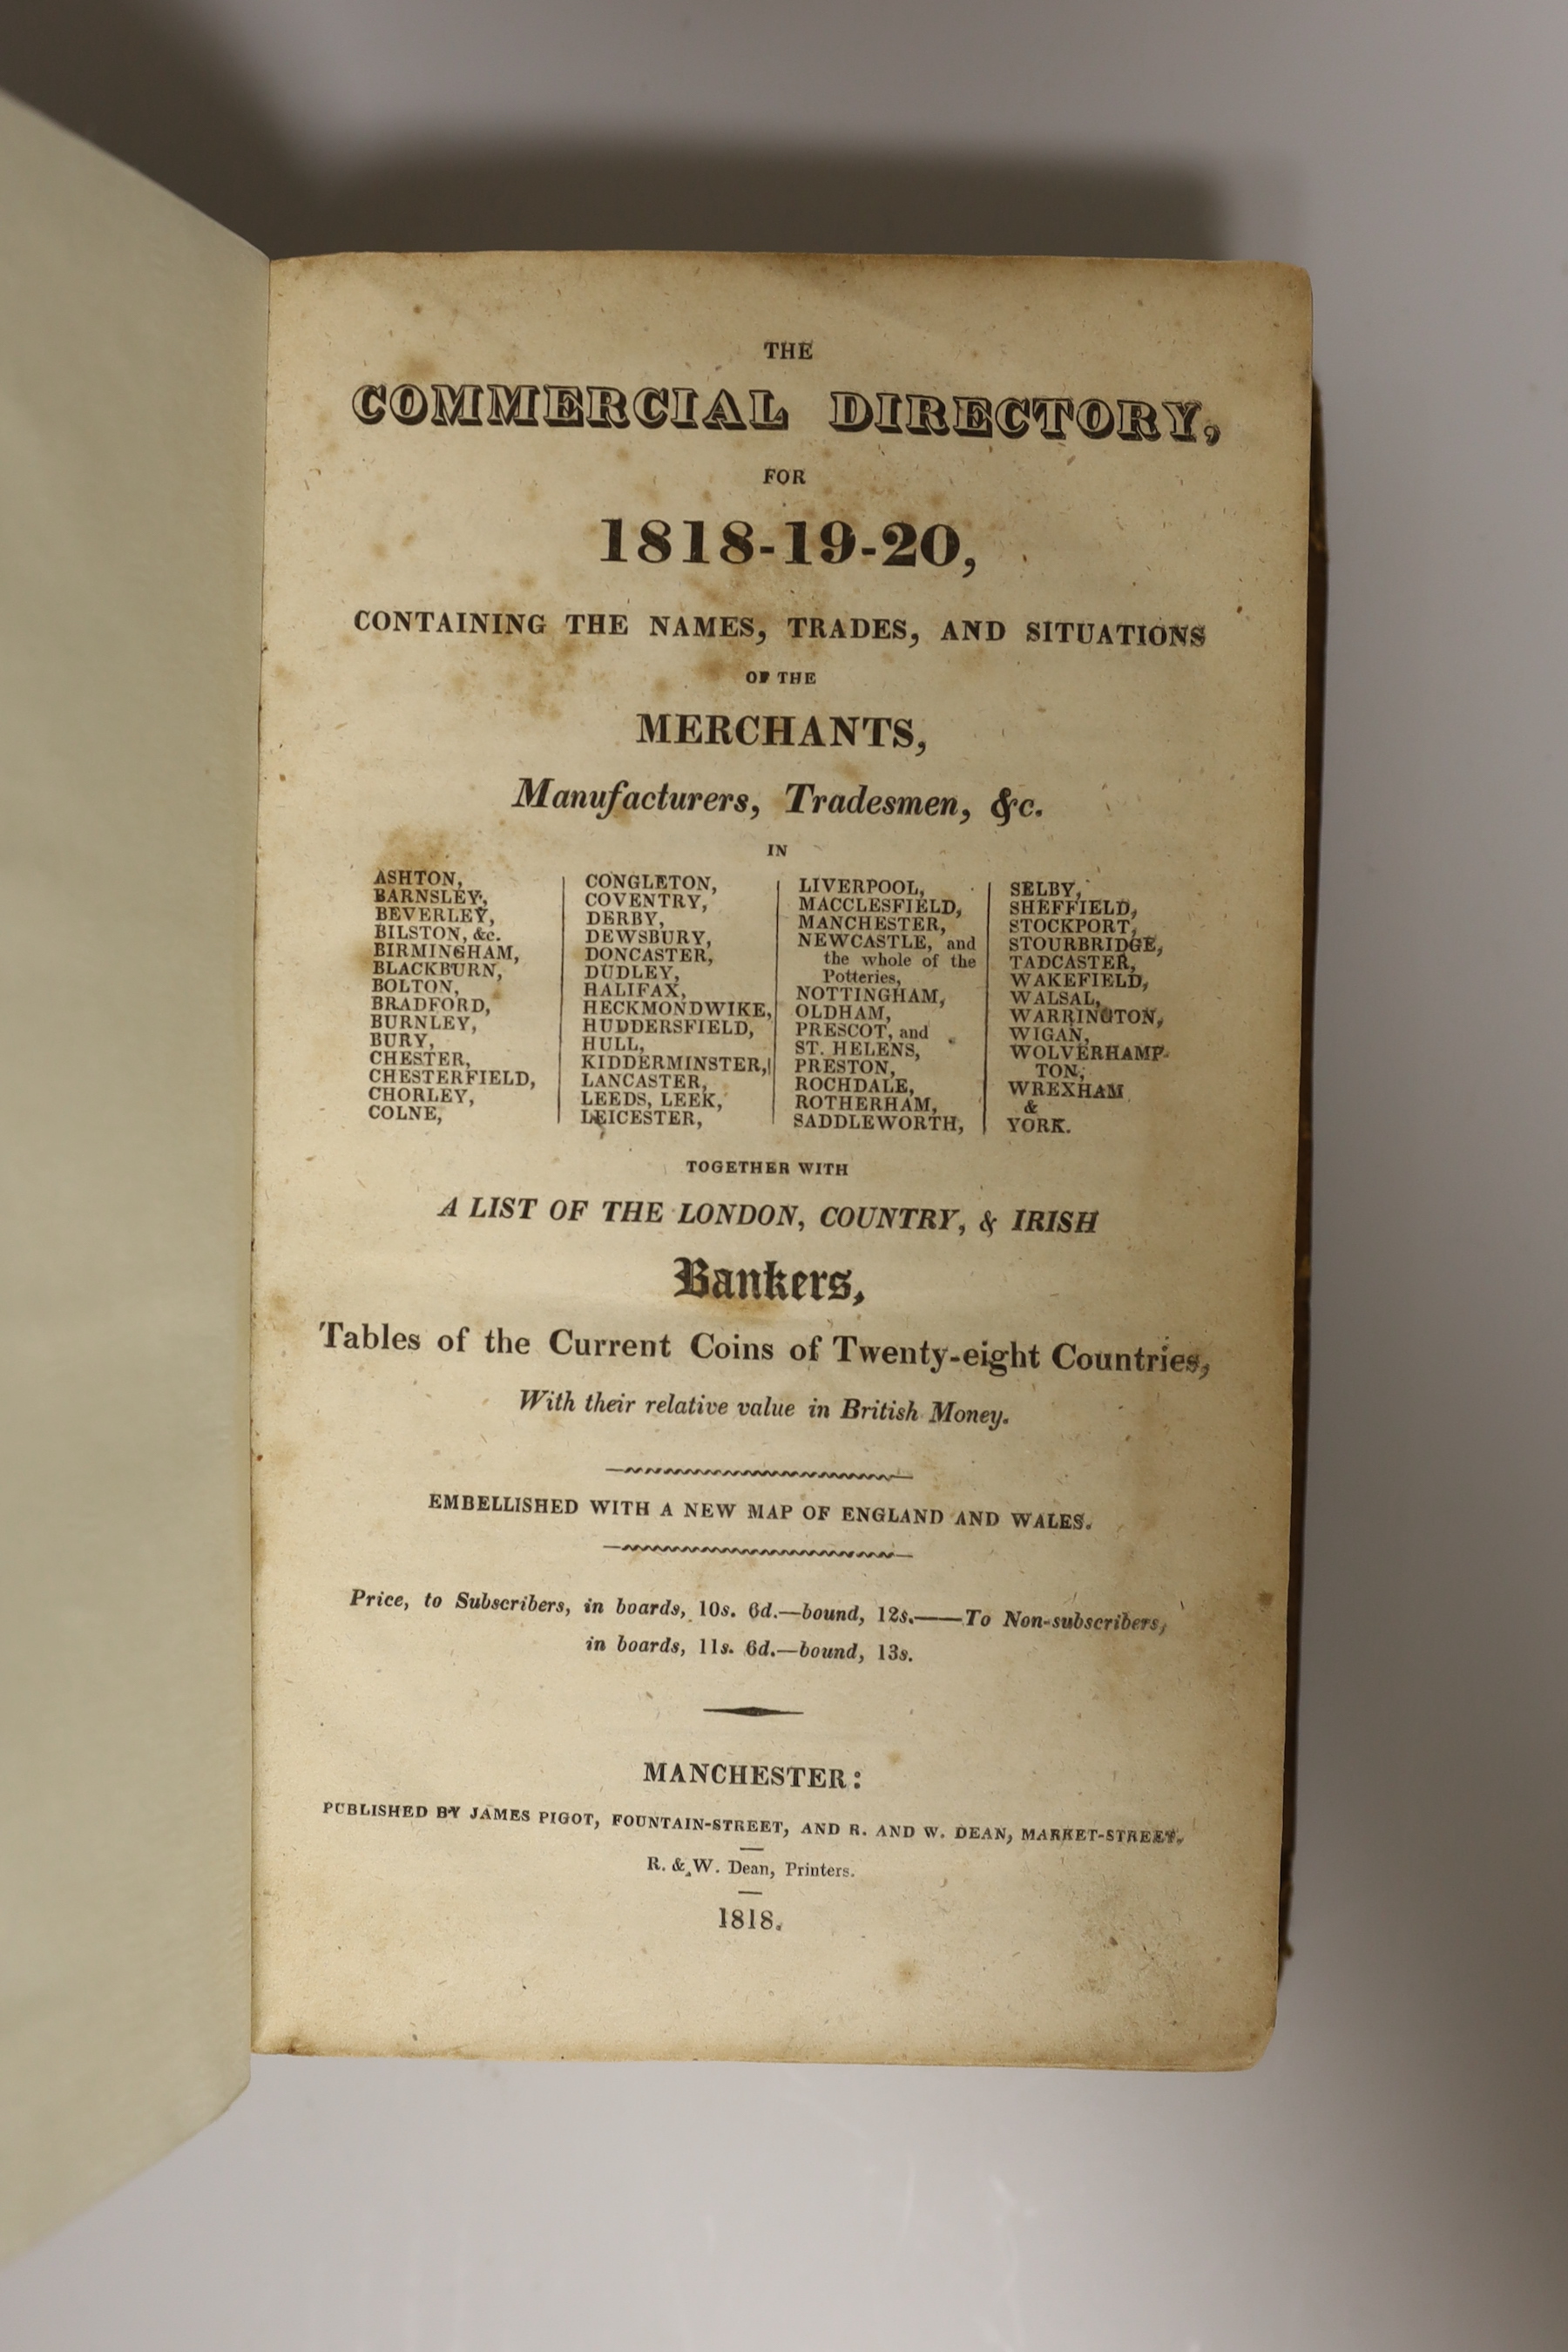 THE
COMMERCIAL DIRECTORY,
FOR
1818-19-20,
CONTAINING THE NAMES, TRADES, AND SITUATIONS
OF THE
MERCHANTS,
Manufacturers, Tradesmen, &c.
IN
ASHTON,
BARNSLEY,
BEVERLEY,
BILSTON, &c.
BIRMINGHAM,
BLACKBURN,
BOLTON,
BRADFORD,
BURNLEY,
BURY,
CHESTER,
CHESTERFIELD,
CHORLEY,
COLNE,
CONGLETON,
COVENTRY,
DERBY,
DEWSBURY,
DONCASTER,
DUDLEY,
HALIFAX,
HECKMONDWIKE,
HUDDERSFIELD,
HULL,
KIDDERMINSTER,
LANCASTER,
LEEDS, LEEK,
LEICESTER,
LIVERPOOL,
MACCLESFIELD,
MANCHESTER,
NEWCASTLE, and
the whole of the
Potteries,
NOTTINGHAM,
OLDHAM,
PRESCOT, and
ST. HELENS,
PRESTON,
ROCHDALE,
ROTHERHAM,
SADDLEWORTH,
SELBY,
SHEFFIELD,
STOCKPORT,
STOURBRIDGE,
TADCASTER,
WAKEFIELD,
WALSAL,
WARRINGTON,
WIGAN,
WOLVERHAMP-
TON,
WREXHAM
&
YORK.
TOGETHER WITH
A LIST OF THE LONDON, COUNTRY, & IRISH
Bankers,
Tables of the Current Coins of Twenty-eight Countries,
With their relative value in British Money.
EMBELLISHED WITH A NEW MAP OF ENGLAND AND WALES.
Price, to Subscribers, in boards, 10s. 6d.—bound, 12s.——To Non-subscribers,
in boards, 11s. 6d.—bound, 13s.
MANCHESTER:
PUBLISHED BY JAMES PIGOT, FOUNTAIN-STREET, AND R. AND W. DEAN, MARKET-STREET.
R. & W. Dean, Printers.
1818.